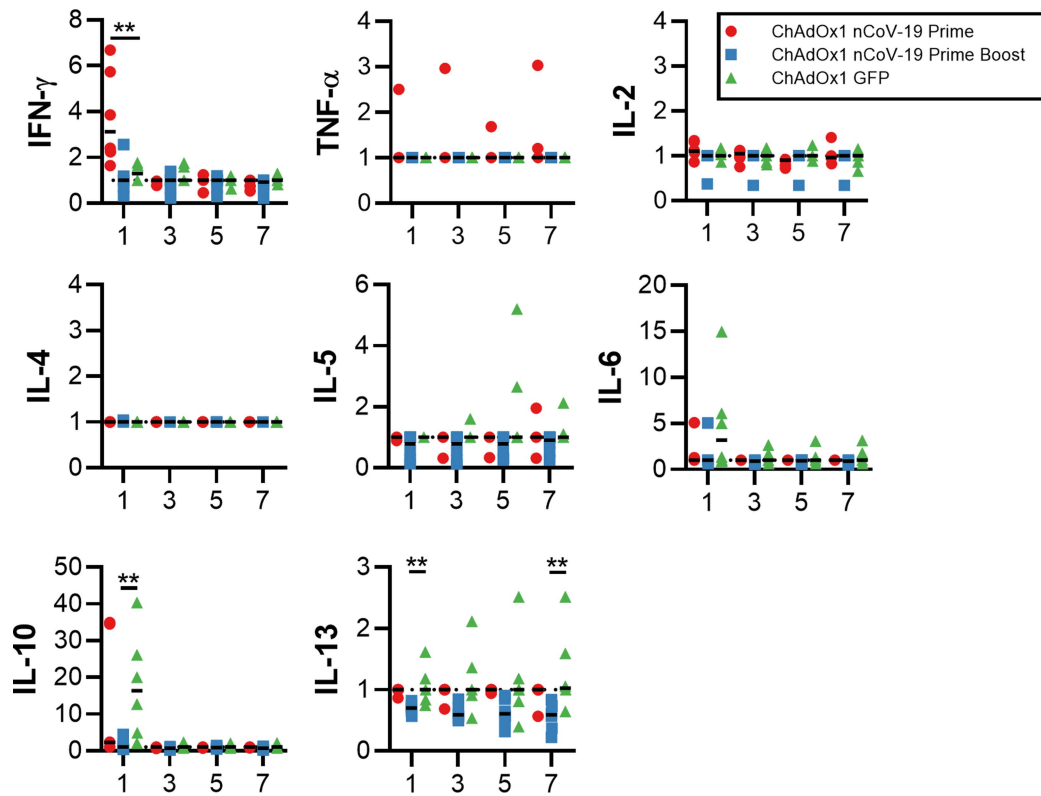 IFN-γ
8
6
4
2
0
**
1 3 5 7
TNF-α
4
3
2
1
0
1 3 5 7
IL-2
4
3
2
1
0
1 3 5 7
ChAdOx1 nCoV-19 Prime
ChAdOx1 nCoV-19 Prime Boost
ChAdOx1 GFP
IL-4
4
3
2
1
0
1 3 5 7
IL-5
6
4
2
0
1 3 5 7
IL-6
20
15
10
5
0
1 3 5 7
IL-10
50
40
30
20
10
0
**
1 3 5 7
IL-13
3
2
1
0
** **
1 3 5 7